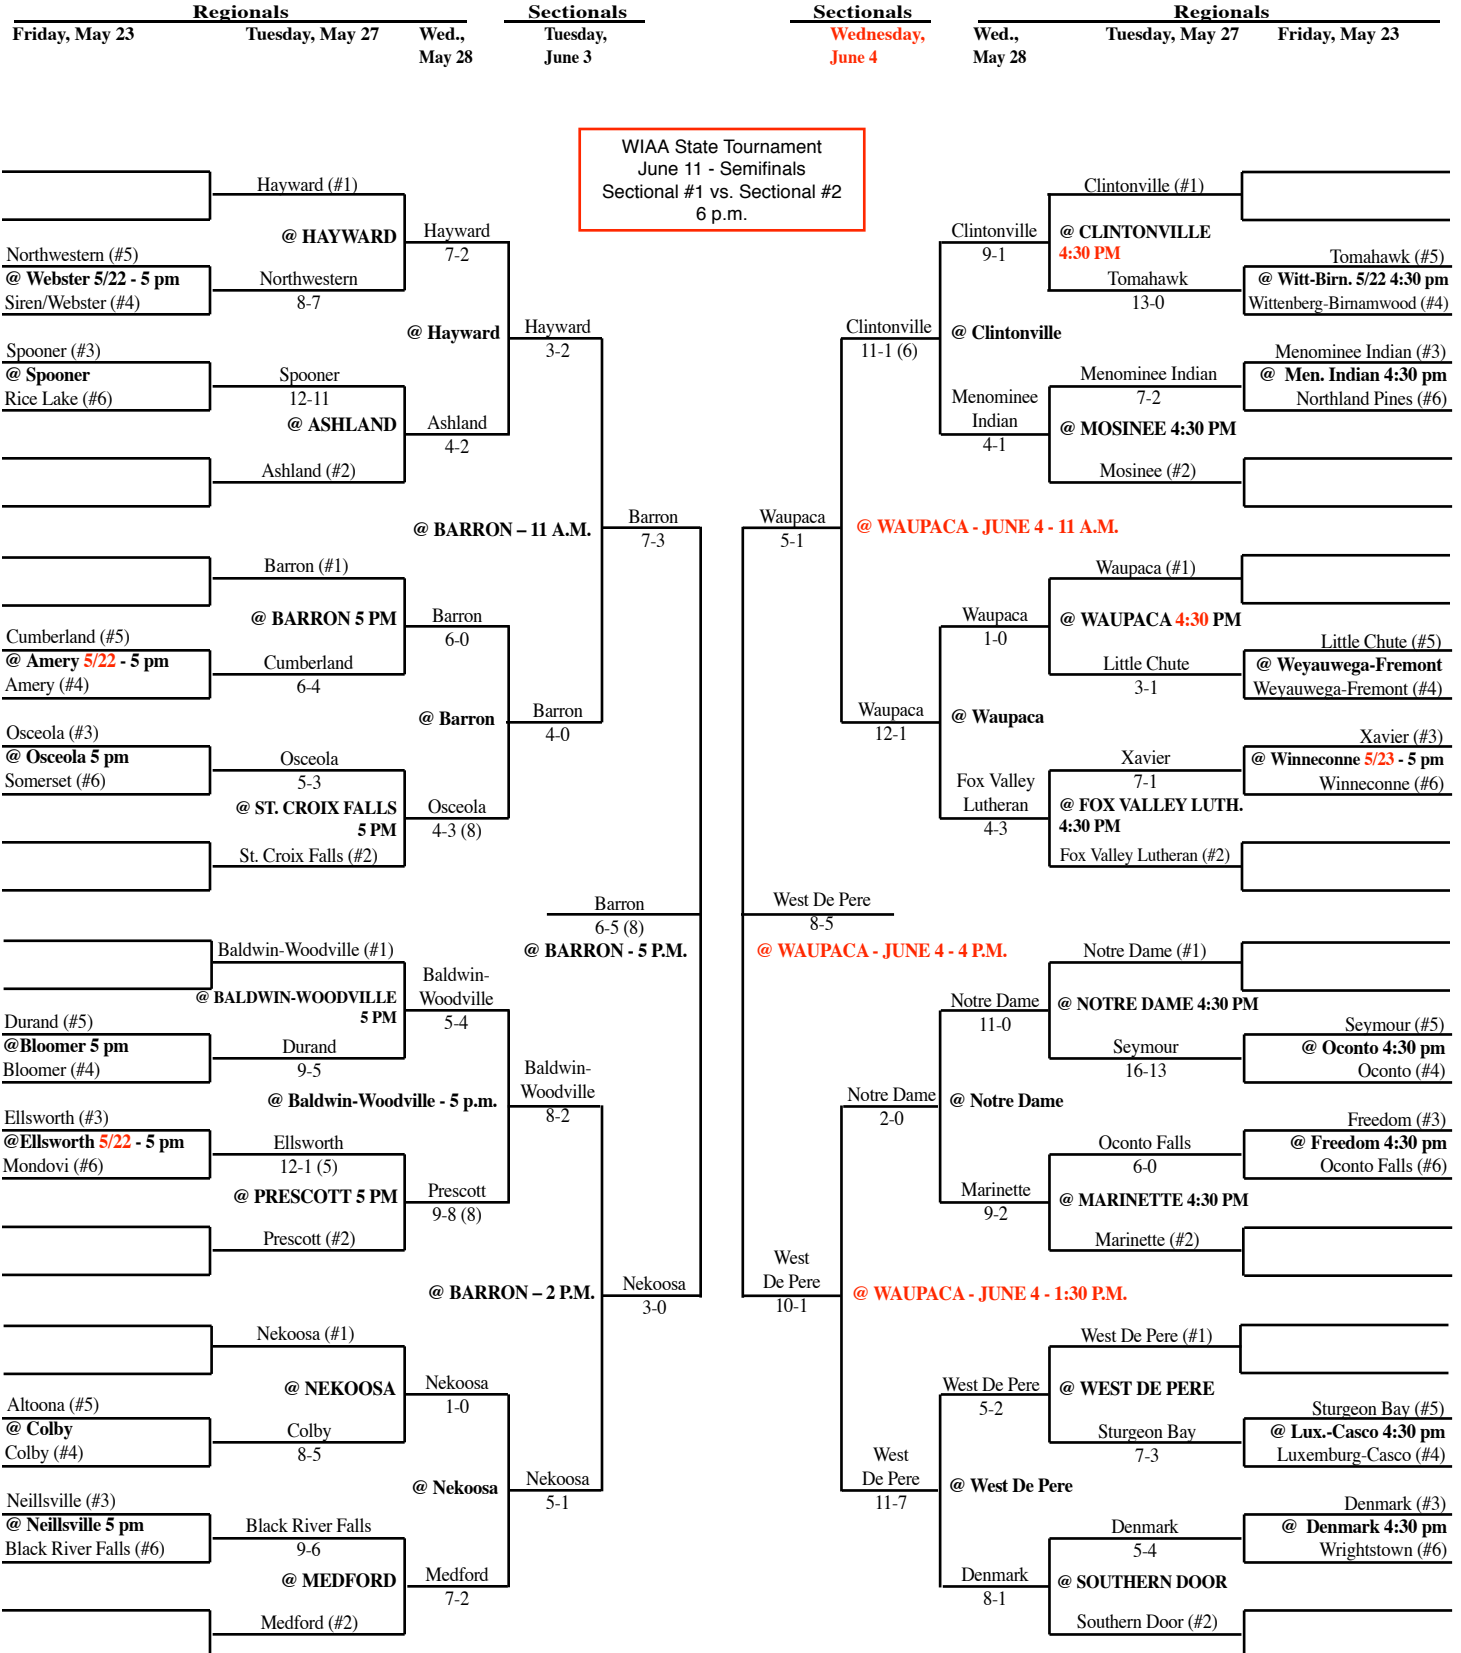 Regionals
Sectionals
Sectionals
Regionals
Friday, May 23
Tuesday, May 27
Wed.,
May 28
Tuesday,
June 3
Wednesday,
June 4
Wed.,
May 28
Tuesday, May 27
Friday, May 23
WIAA State Tournament
June 11 - Semifinals
Sectional #1 vs. Sectional #2
6 p.m.
Hayward (#1)
@ HAYWARD
Hayward
7-2
Northwestern (#5)
@ Webster 5/22 - 5 pm
Siren/Webster (#4)
Northwestern
8-7
@ Hayward
Hayward
3-2
Spooner (#3)
@ Spooner
Rice Lake (#6)
Spooner
12-11
@ ASHLAND
Ashland
4-2
Ashland (#2)
@ BARRON – 11 A.M.
Barron
7-3
Barron (#1)
@ BARRON 5 PM
Barron
6-0
Cumberland (#5)
@ Amery 5/22 - 5 pm
Amery (#4)
Cumberland
6-4
@ Barron
Barron
4-0
Osceola (#3)
@ Osceola 5 pm
Somerset (#6)
Osceola
5-3
@ ST. CROIX FALLS
5 PM
Osceola
4-3 (8)
St. Croix Falls (#2)
Barron
6-5 (8)
@ BARRON - 5 P.M.
Baldwin-Woodville (#1)
@ BALDWIN-WOODVILLE
5 PM
Baldwin-
Woodville
5-4
Durand (#5)
@Bloomer 5 pm
Bloomer (#4)
Durand
9-5
@ Baldwin-Woodville - 5 p.m.
Baldwin-
Woodville
8-2
Ellsworth (#3)
@Ellsworth 5/22 - 5 pm
Mondovi (#6)
Ellsworth
12-1 (5)
@ PRESCOTT 5 PM
Prescott
9-8 (8)
Prescott (#2)
@ BARRON – 2 P.M.
Nekoosa
3-0
Nekoosa (#1)
@ NEKOOSA
Nekoosa
1-0
Altoona (#5)
@ Colby
Colby (#4)
Colby
8-5
@ Nekoosa
Nekoosa
5-1
Neillsville (#3)
@ Neillsville 5 pm
Black River Falls (#6)
Black River Falls
9-6
@ MEDFORD
Medford
7-2
Medford (#2)
Clintonville (#1)
Clintonville
9-1
@ CLINTONVILLE
4:30 PM
Tomahawk (#5)
@ Witt-Birn. 5/22 4:30 pm
Wittenberg-Birnamwood (#4)
Tomahawk
13-0
Clintonville
11-1 (6)
@ Clintonville
Menominee Indian (#3)
@ Men. Indian 4:30 pm
Northland Pines (#6)
Menominee Indian
7-2
Menominee
Indian
4-1
@ MOSINEE 4:30 PM
Mosinee (#2)
Waupaca
5-1
@ WAUPACA - JUNE 4 - 11 A.M.
Waupaca (#1)
Waupaca
1-0
@ WAUPACA 4:30 PM
Little Chute (#5)
@ Weyauwega-Fremont
Weyauwega-Fremont (#4)
Little Chute
3-1
Waupaca
12-1
@ Waupaca
Xavier (#3)
@ Winneconne 5/23 - 5 pm
Winneconne (#6)
Xavier
7-1
Fox Valley
Lutheran
4-3
@ FOX VALLEY LUTH.
4:30 PM
Fox Valley Lutheran (#2)
West De Pere
8-5
@ WAUPACA - JUNE 4 - 4 P.M.
Notre Dame (#1)
Notre Dame
11-0
@ NOTRE DAME 4:30 PM
Seymour (#5)
@ Oconto 4:30 pm
Oconto (#4)
Seymour
16-13
Notre Dame
2-0
@ Notre Dame
Freedom (#3)
@ Freedom 4:30 pm
Oconto Falls (#6)
Oconto Falls
6-0
Marinette
9-2
@ MARINETTE 4:30 PM
Marinette (#2)
West
De Pere
10-1
@ WAUPACA - JUNE 4 - 1:30 P.M.
West De Pere (#1)
West De Pere
5-2
@ WEST DE PERE
Sturgeon Bay (#5)
@ Lux.-Casco 4:30 pm
Luxemburg-Casco (#4)
Sturgeon Bay
7-3
West
De Pere
11-7
@ West De Pere
Denmark (#3)
@ Denmark 4:30 pm
Wrightstown (#6)
Denmark
5-4
Denmark
8-1
@ SOUTHERN DOOR
Southern Door (#2)